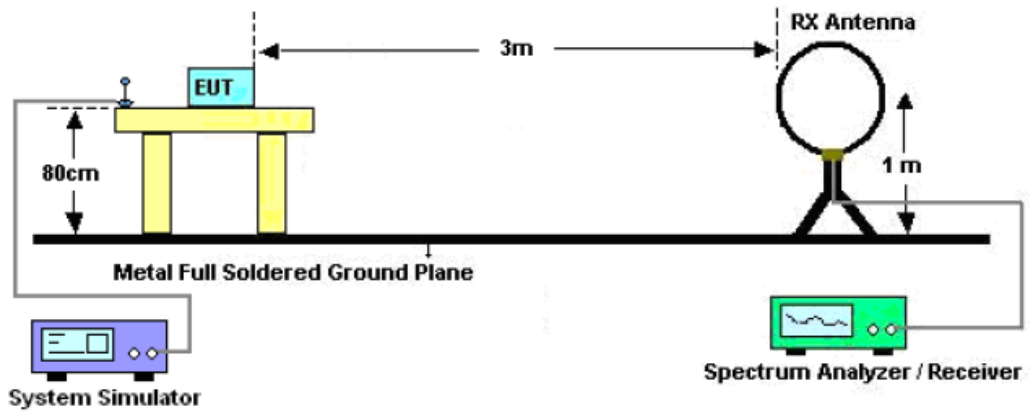 RX Antenna
3m
EUT
80cm
1 m
Metal Full Soldered Ground Plane
System Simulator
Spectrum Analyzer / Receiver